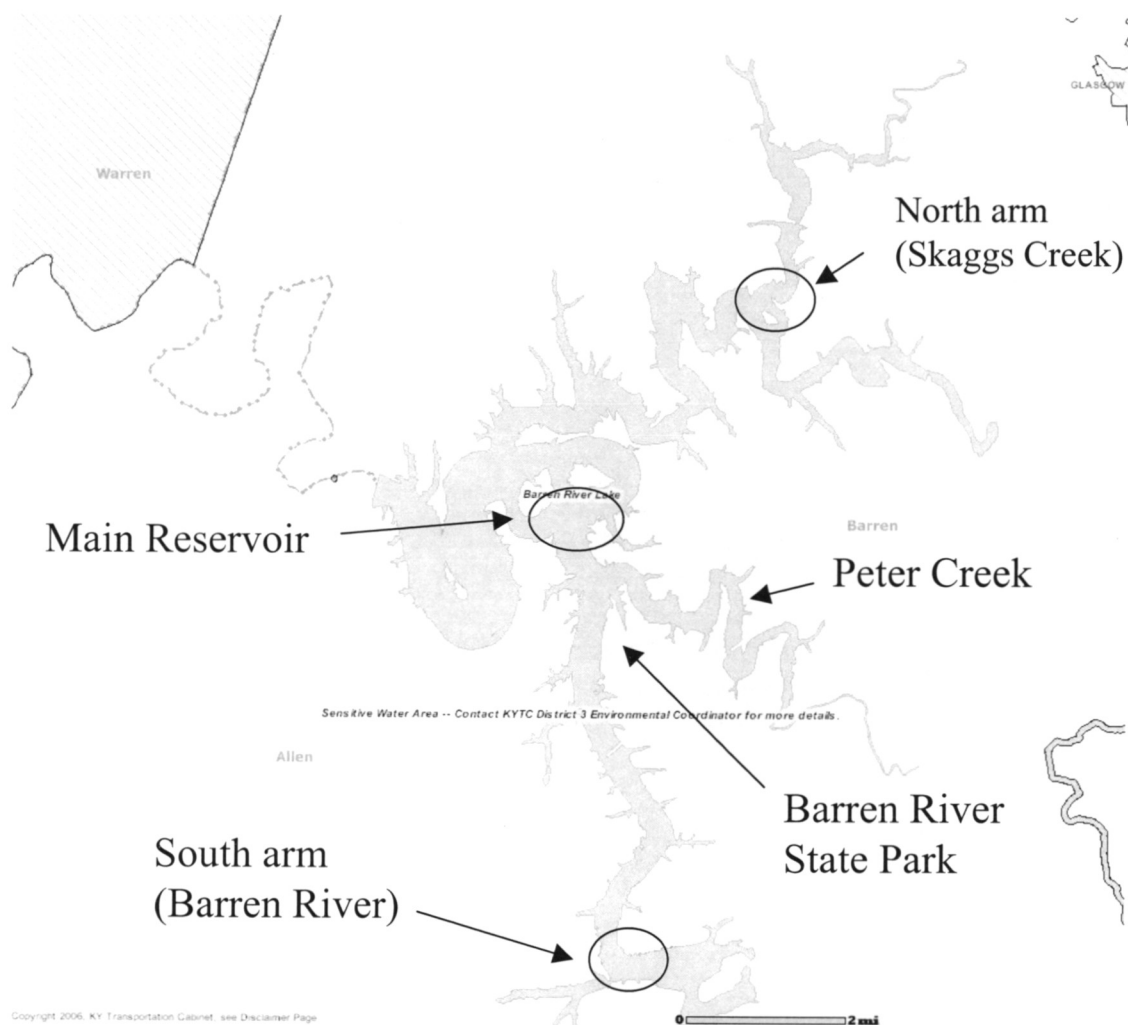 GLASGOW
Warren
North arm
(Skaggs Creek)
Barren River Lake
Main Reservoir
Barren
Peter Creek
Sensitive Water Area -- Contact KYTC District 3 Environmental Coordinator for more details.
Allen
Barren River
State Park
South arm
(Barren River)
Copyright 2006, KY Transportation Cabinet, see Disclaimer Page
0 2 mi